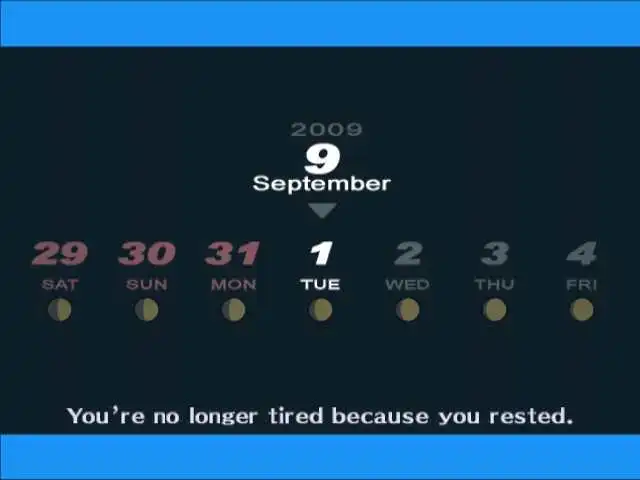 2009
9
September
29 30 31 1 2 3 4
SAT SUN MON TUE WED THU FRI
You're no longer tired because you rested.